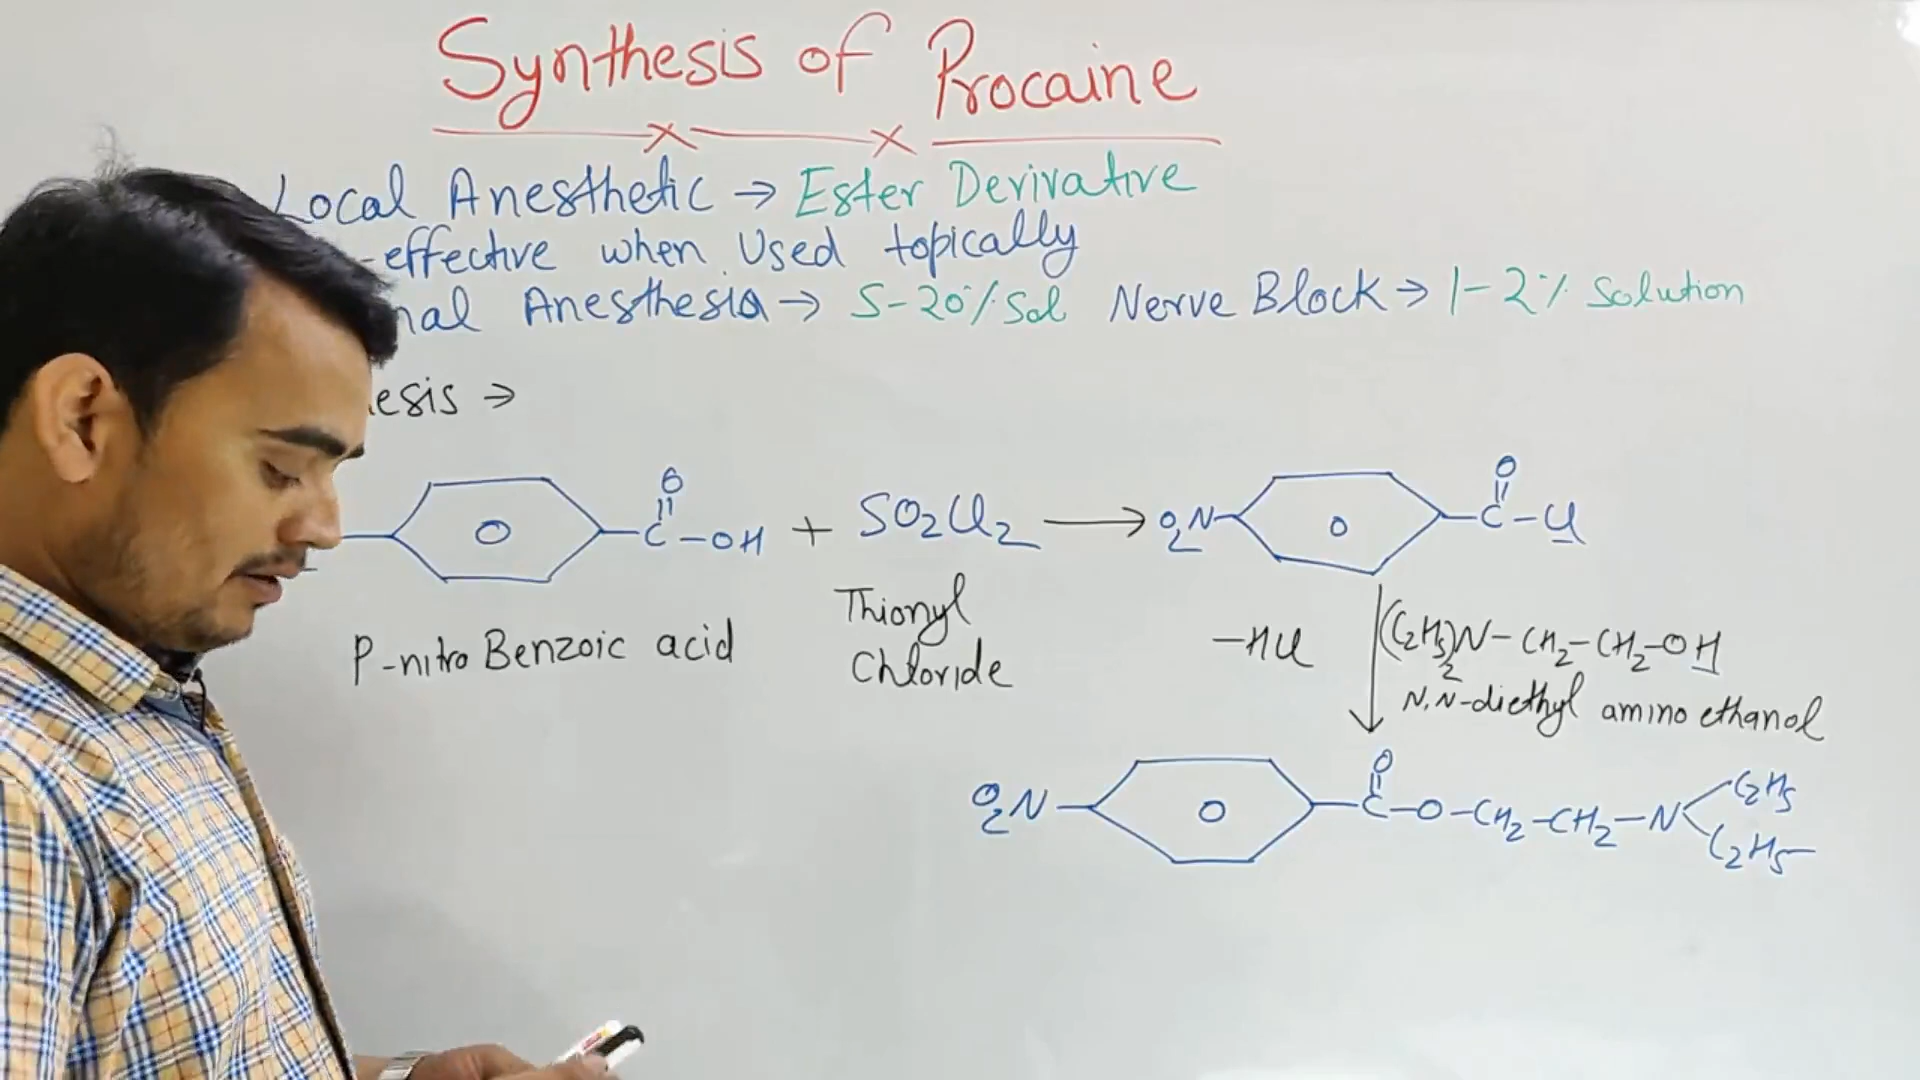 Synthesis of Procaine
Local Anesthetic → Ester Derivative
-effective when Used topically
nal Anesthesia → 5-20% Sol Nerve Block → 1-2% Solution
esis →
C-OH + SO2Cl2 → O2N C-Cl
O O
P-nitro Benzoic acid
Thionyl
Chloride
-HCl
(C2H5)2N-CH2-CH2-OH
N,N-diethyl amino ethanol
O
O2N C-O-CH2-CH2-N C2H5
C2H5